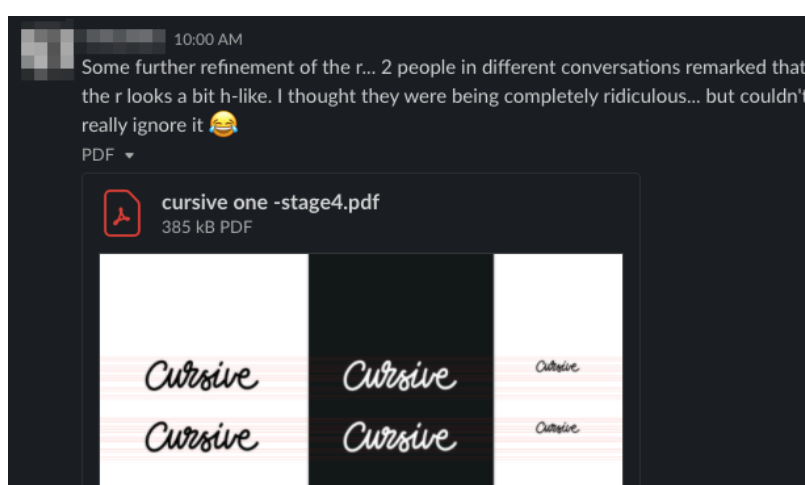 10:00 AM
Some further refinement of the r... 2 people in different conversations remarked that
the r looks a bit h-like. I thought they were being completely ridiculous... but couldn't
really ignore it 😂
PDF
cursive one -stage4.pdf
385 kB PDF
Cursive Cursive Cursive
Cursive Cursive Cursive